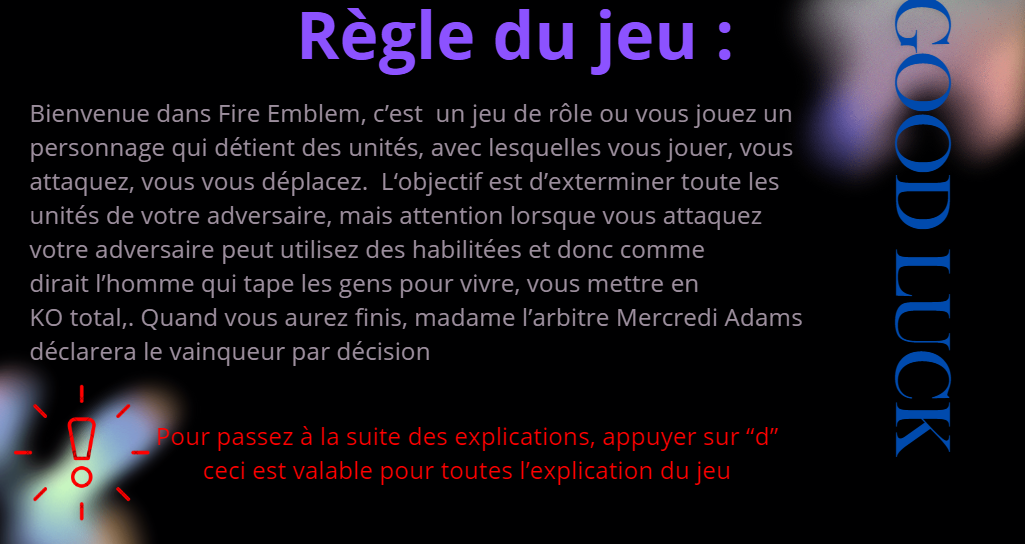 Règle du jeu :
Bienvenue dans Fire Emblem, c’est un jeu de rôle ou vous jouez un
personnage qui détient des unités, avec lesquelles vous jouer, vous
attaquez, vous vous déplacez. L‘objectif est d’exterminer toute les
unités de votre adversaire, mais attention lorsque vous attaquez
votre adversaire peut utilisez des habilitées et donc comme
dirait l’homme qui tape les gens pour vivre, vous mettre en
KO total,. Quand vous aurez finis, madame l’arbitre Mercredi Adams
déclarera le vainqueur par décision
Pour passez à la suite des explications, appuyer sur “d”
ceci est valable pour toutes l’explication du jeu
GOOD LUCK